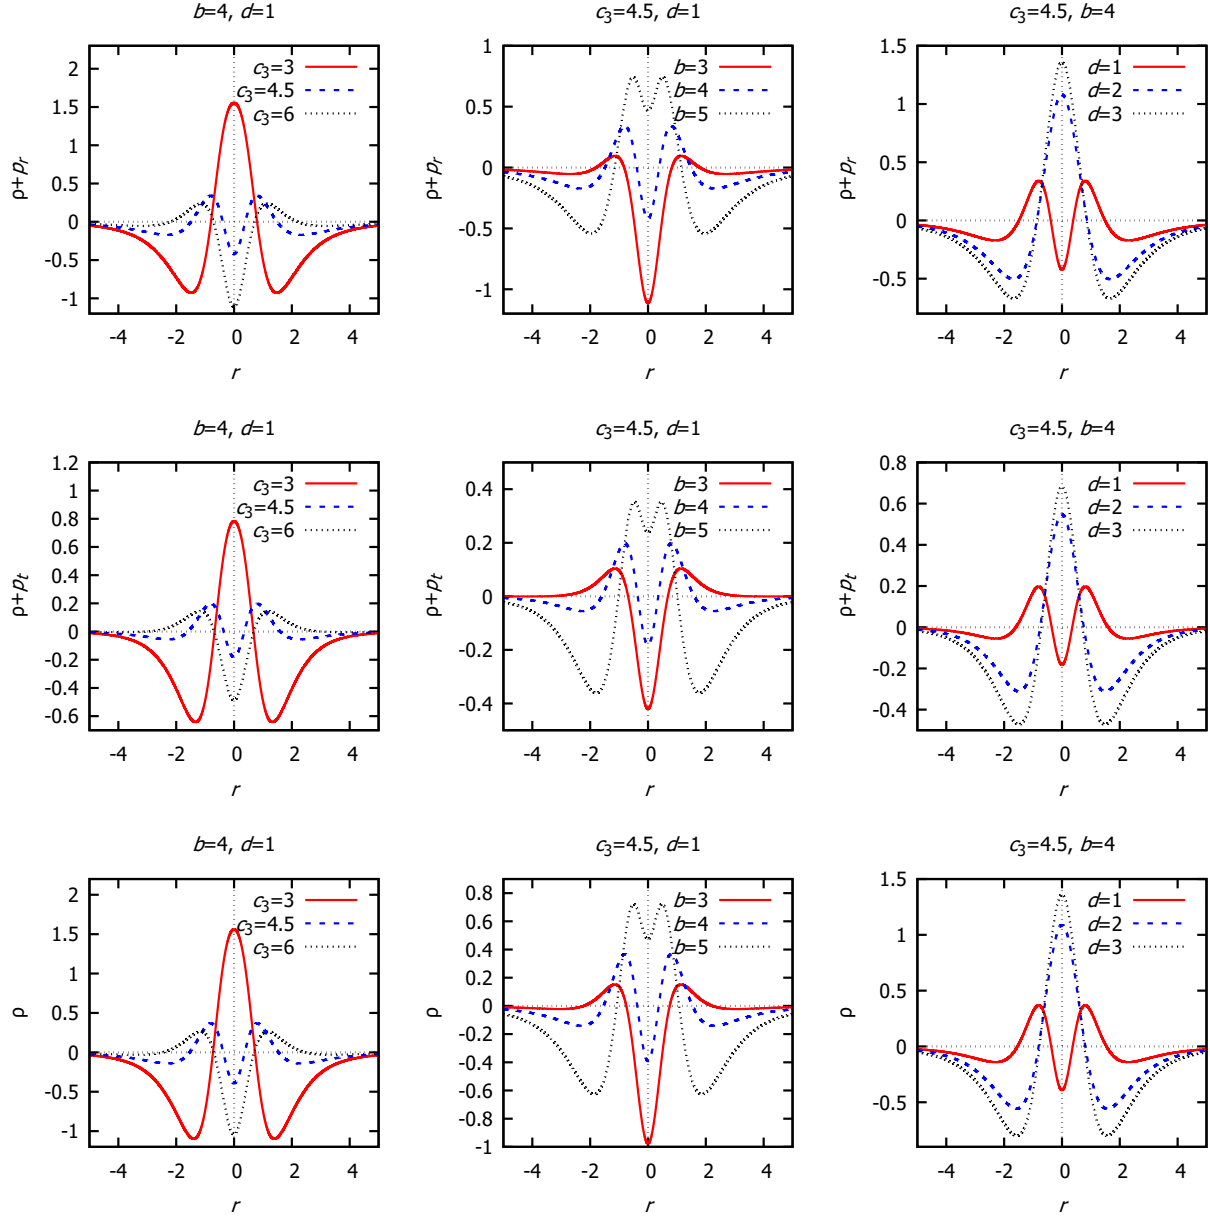 b=4, d=1
c3=4.5, d=1
c3=4.5, b=4
ρ+pr
2
1.5
1
0.5
0
-0.5
-1
c3=3
c3=4.5
c3=6
-4 -2 0 2 4
r
ρ+pr
1
0.5
0
-0.5
-1
b=3
b=4
b=5
-4 -2 0 2 4
r
ρ+pr
1.5
1
0.5
0
-0.5
d=1
d=2
d=3
-4 -2 0 2 4
r
b=4, d=1
c3=4.5, d=1
c3=4.5, b=4
ρ+pt
1.2
1
0.8
0.6
0.4
0.2
0
-0.2
-0.4
-0.6
c3=3
c3=4.5
c3=6
-4 -2 0 2 4
r
ρ+pt
0.4
0.2
0
-0.2
-0.4
b=3
b=4
b=5
-4 -2 0 2 4
r
ρ+pt
0.8
0.6
0.4
0.2
0
-0.2
-0.4
d=1
d=2
d=3
-4 -2 0 2 4
r
b=4, d=1
c3=4.5, d=1
c3=4.5, b=4
ρ
2
1.5
1
0.5
0
-0.5
-1
c3=3
c3=4.5
c3=6
-4 -2 0 2 4
r
ρ
0.8
0.6
0.4
0.2
0
-0.2
-0.4
-0.6
-0.8
-1
b=3
b=4
b=5
-4 -2 0 2 4
r
ρ
1.5
1
0.5
0
-0.5
d=1
d=2
d=3
-4 -2 0 2 4
r